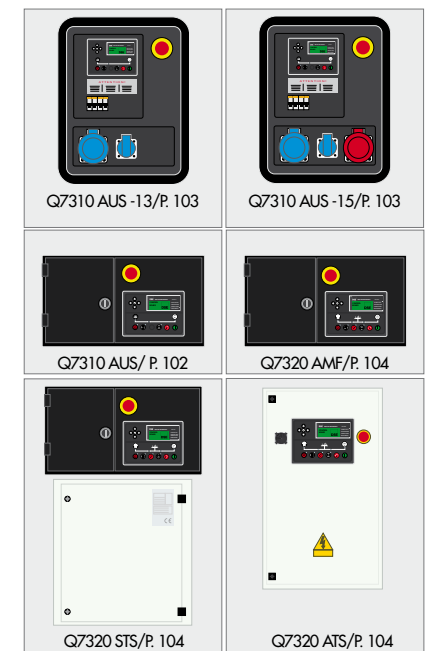 Q7310 AUS -13/P. 103
Q7310 AUS -15/P. 103
Q7310 AUS/ P. 102
Q7320 AMF/P. 104
Q7320 STS/P. 104
Q7320 ATS/P. 104